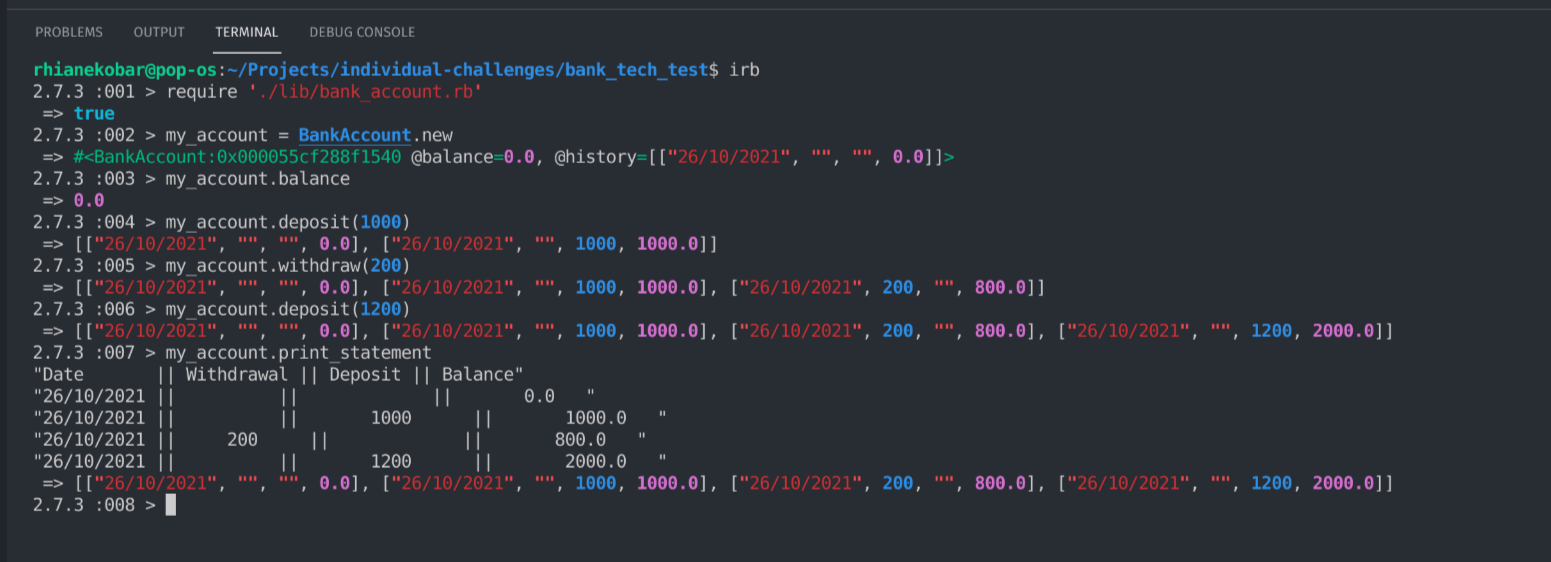 PROBLEMS OUTPUT TERMINAL DEBUG CONSOLE
rhianekobar@pop-os:~/Projects/individual-challenges/bank_tech_test$ irb
2.7.3 :001 > require './lib/bank_account.rb'
 => true
2.7.3 :002 > my_account = BankAccount.new
 => #<BankAccount:0x000055cf288f1540 @balance=0.0, @history=[["26/10/2021", "", "", 0.0]]>
2.7.3 :003 > my_account.balance
 => 0.0
2.7.3 :004 > my_account.deposit(1000)
 => [["26/10/2021", "", "", 0.0], ["26/10/2021", "", 1000, 1000.0]]
2.7.3 :005 > my_account.withdraw(200)
 => [["26/10/2021", "", "", 0.0], ["26/10/2021", "", 1000, 1000.0], ["26/10/2021", 200, "", 800.0]]
2.7.3 :006 > my_account.deposit(1200)
 => [["26/10/2021", "", "", 0.0], ["26/10/2021", "", 1000, 1000.0], ["26/10/2021", 200, "", 800.0], ["26/10/2021", "", 1200, 2000.0]]
2.7.3 :007 > my_account.print_statement
"Date       || Withdrawal || Deposit || Balance"
"26/10/2021 ||          ||             ||       0.0   "
"26/10/2021 ||          ||       1000      ||       1000.0   "
"26/10/2021 ||     200     ||             ||       800.0   "
"26/10/2021 ||          ||       1200      ||       2000.0   "
 => [["26/10/2021", "", "", 0.0], ["26/10/2021", "", 1000, 1000.0], ["26/10/2021", 200, "", 800.0], ["26/10/2021", "", 1200, 2000.0]]
2.7.3 :008 >